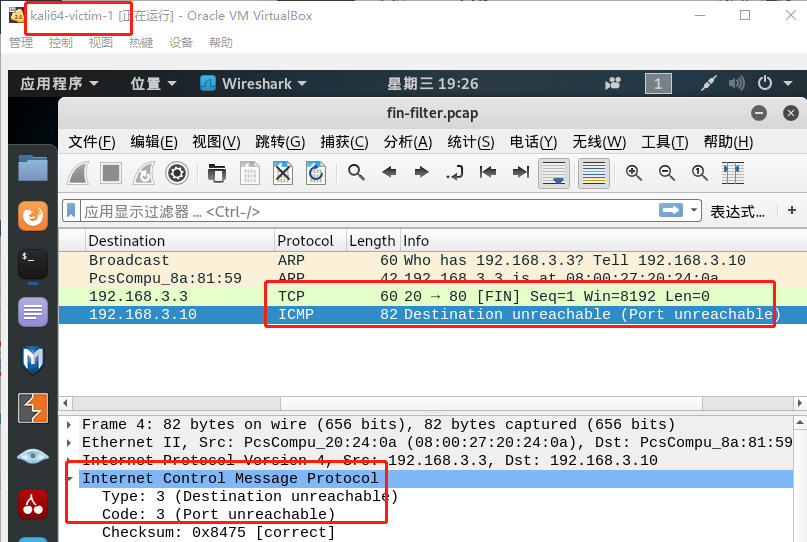 kali64-victim-1 [正在运行] - Oracle VM VirtualBox
管理 控制 视图 热键 设备 帮助
应用程序 位置 Wireshark 星期三 19:26 1
fin-filter.pcap
文件(F) 编辑(E) 视图(V) 跳转(G) 捕获(C) 分析(A) 统计(S) 电话(Y) 无线(W) 工具(T) 帮助(H)
应用显示过滤器 … <Ctrl-/> 表达式… +
Destination Protocol Length Info
Broadcast ARP 60 Who has 192.168.3.3? Tell 192.168.3.10
PcsCompu_8a:81:59 ARP 42 192.168.3.3 is at 08:00:27:20:24:0a
192.168.3.3 TCP 60 20 → 80 [FIN] Seq=1 Win=8192 Len=0
192.168.3.10 ICMP 82 Destination unreachable (Port unreachable)
Frame 4: 82 bytes on wire (656 bits), 82 bytes captured (656 bits)
Ethernet II, Src: PcsCompu_20:24:0a (08:00:27:20:24:0a), Dst: PcsCompu_8a:81:59
Internet Protocol Version 4, Src: 192.168.3.3, Dst: 192.168.3.10
Internet Control Message Protocol
Type: 3 (Destination unreachable)
Code: 3 (Port unreachable)
Checksum: 0x8475 [correct]